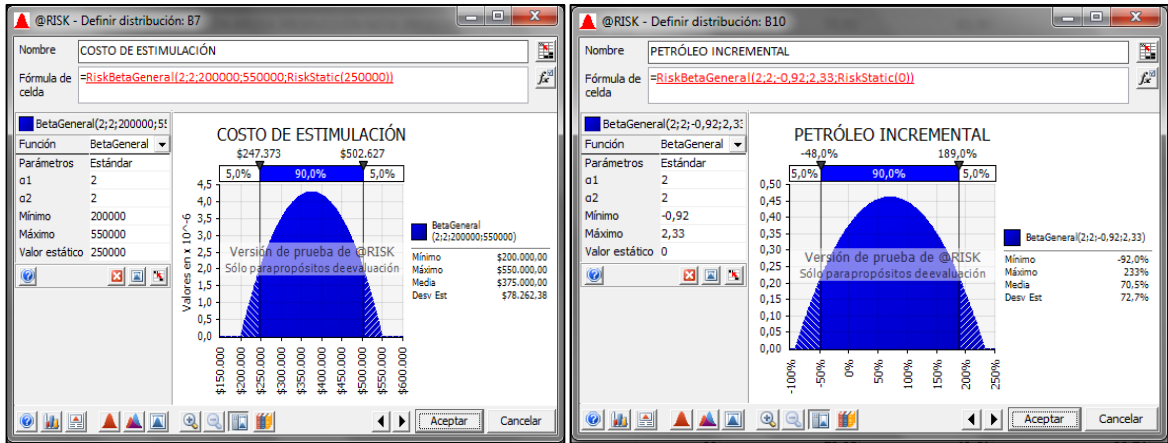 @RISK - Definir distribución: B7
Nombre COSTO DE ESTIMULACIÓN
Fórmula de celda =RiskBetaGeneral(2;2;200000;550000;RiskStatic(250000))
BetaGeneral(2;2;200000;55
Función BetaGeneral
Parámetros Estándar
α1 2
α2 2
Mínimo 200000
Máximo 550000
Valor estático 250000
COSTO DE ESTIMULACIÓN
$247.373 $502.627
5,0% 90,0% 5,0%
Valores en x 10^-6
4,5
4,0
3,5
3,0
2,5
2,0
1,5
1,0
0,5
0,0
Versión de prueba de @RISK
Sólo para propósitos de evaluación
$150.000
$200.000
$250.000
$300.000
$350.000
$400.000
$450.000
$500.000
$550.000
$600.000
BetaGeneral
(2;2;200000;550000)
Mínimo $200.000,00
Máximo $550.000,00
Media $375.000,00
Desv Est $78.262,38
Aceptar Cancelar
@RISK - Definir distribución: B10
Nombre PETRÓLEO INCREMENTAL
Fórmula de celda =RiskBetaGeneral(2;2;-0,92;2,33;RiskStatic(0))
BetaGeneral(2;2;-0,92;2,33
Función BetaGeneral
Parámetros Estándar
α1 2
α2 2
Mínimo -0,92
Máximo 2,33
Valor estático 0
PETRÓLEO INCREMENTAL
-48,0% 189,0%
5,0% 90,0% 5,0%
0,50
0,45
0,40
0,35
0,30
0,25
0,20
0,15
0,10
0,05
0,00
Versión de prueba de @RISK
Sólo para propósitos de evaluación
-100%
-50%
0%
50%
100%
150%
200%
250%
BetaGeneral(2;2;-0,92;2,33)
Mínimo -92,0%
Máximo 233%
Media 70,5%
Desv Est 72,7%
Aceptar Cancelar